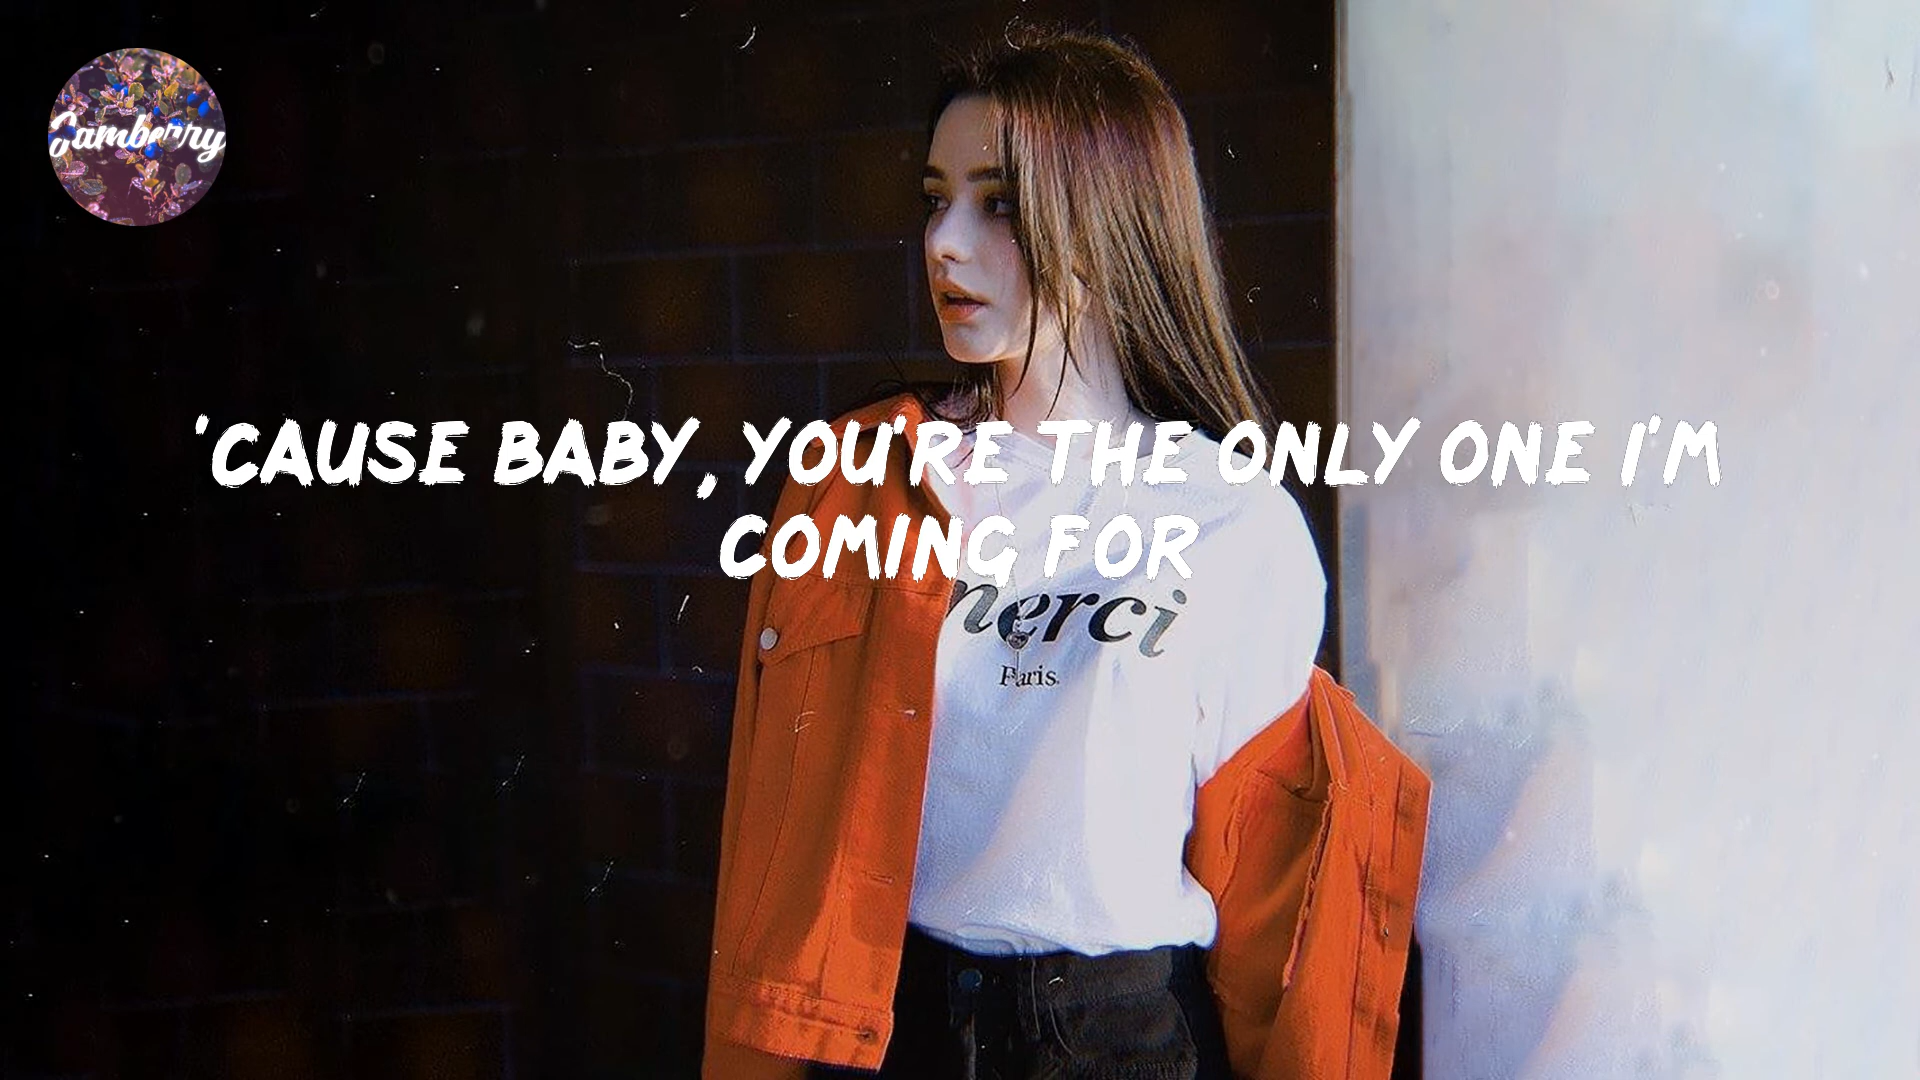 Camberry
'CAUSE BABY, YOU'RE THE ONLY ONE I'M
COMING FOR
merci
Paris.